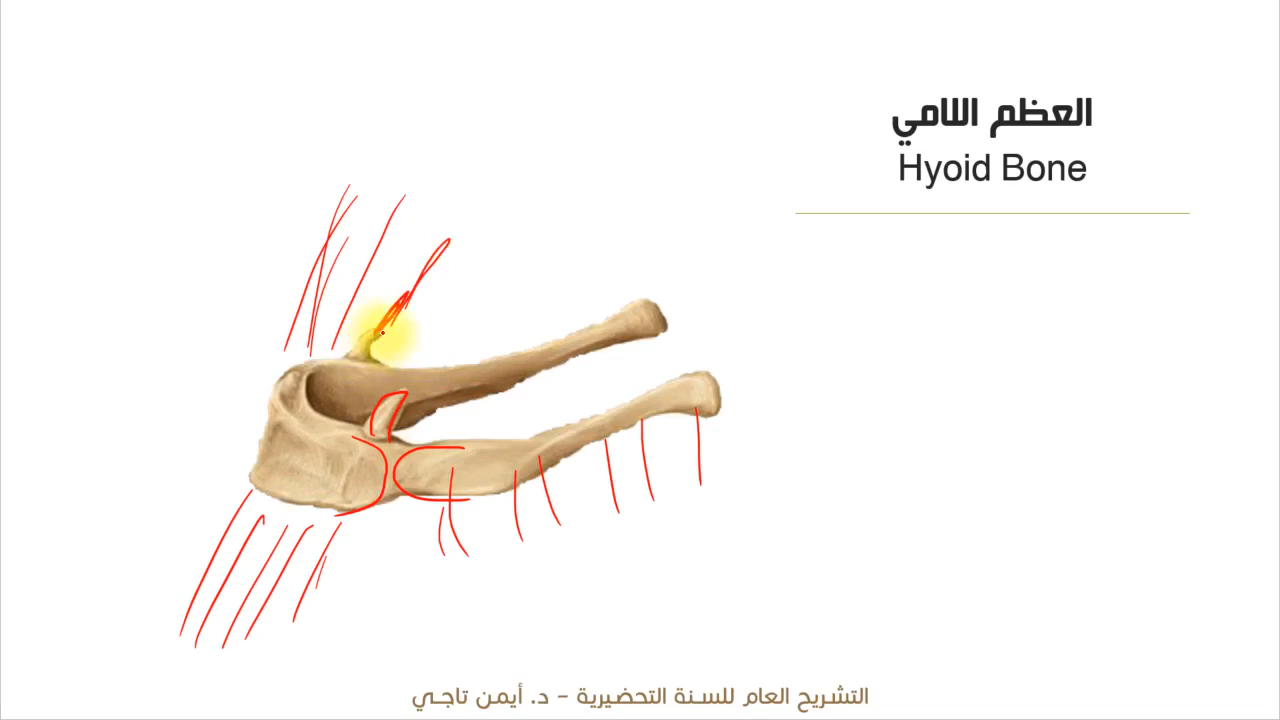 العظم اللامي
Hyoid Bone
التشريح العام للسنة التحضيرية - د. أيمن تاجي